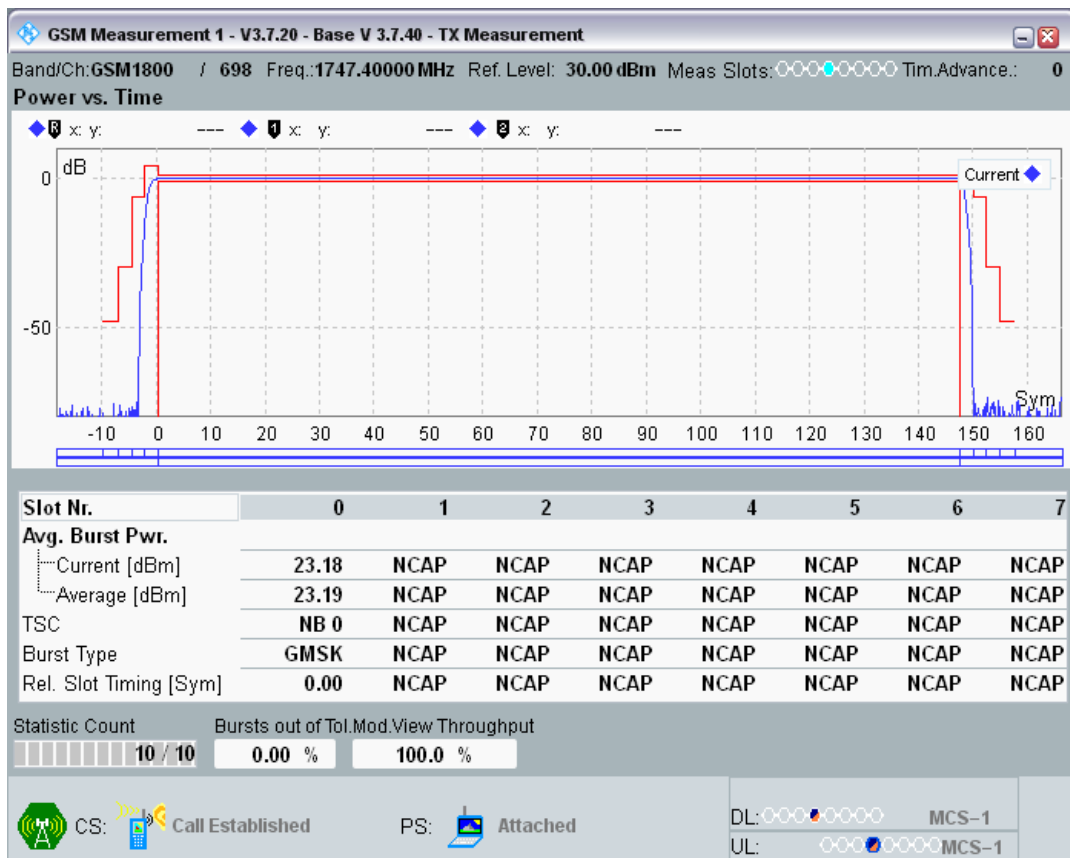 GSM Measurement 1 - V3.7.20 - Base V 3.7.40 - TX Measurement
Band/Ch:GSM1800 / 698 Freq.:1747.40000 MHz Ref. Level: 30.00 dBm Meas Slots: Tim.Advance.: 0
Power vs. Time
R x: y: --- 1 x: y: --- 2 x: y: ---
dB
Current
0
-50
Sym
-10 0 10 20 30 40 50 60 70 80 90 100 110 120 130 140 150 160
Slot Nr. 0 1 2 3 4 5 6 7
Avg. Burst Pwr.
Current [dBm] 23.18 NCAP NCAP NCAP NCAP NCAP NCAP NCAP
Average [dBm] 23.19 NCAP NCAP NCAP NCAP NCAP NCAP NCAP
TSC NB 0 NCAP NCAP NCAP NCAP NCAP NCAP NCAP
Burst Type GMSK NCAP NCAP NCAP NCAP NCAP NCAP NCAP
Rel. Slot Timing [Sym] 0.00 NCAP NCAP NCAP NCAP NCAP NCAP NCAP
Statistic Count Bursts out of Tol. Mod.View Throughput
10 / 10 0.00 % 100.0 %
CS: Call Established PS: Attached
DL: MCS-1
UL: MCS-1